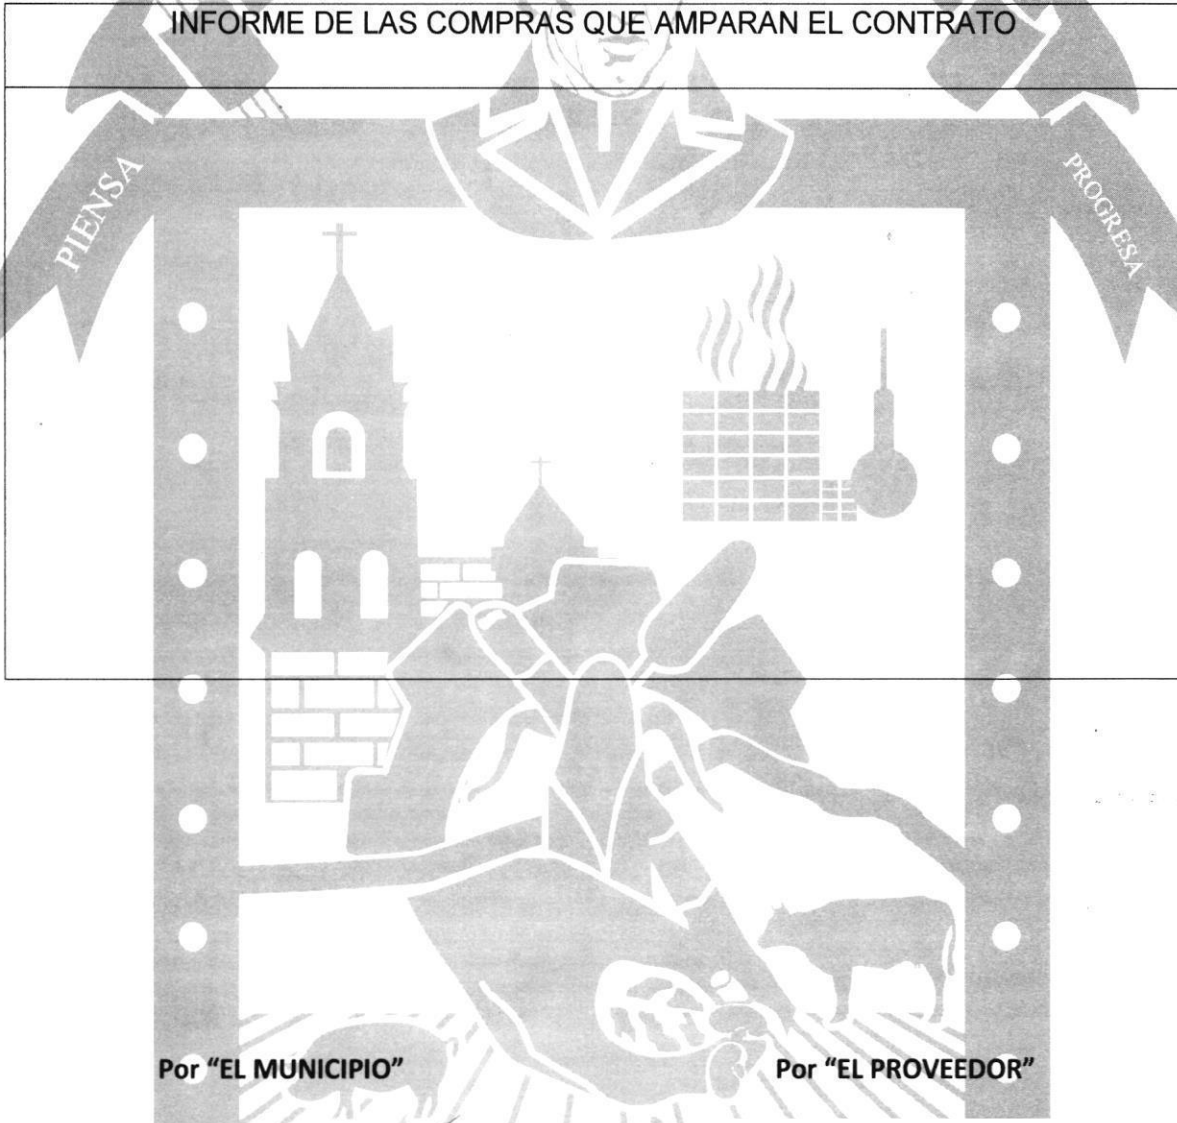 INFORME DE LAS COMPRAS QUE AMPARAN EL CONTRATO
PIENSA
PROGRESA
Por “EL MUNICIPIO”
Por “EL PROVEEDOR”